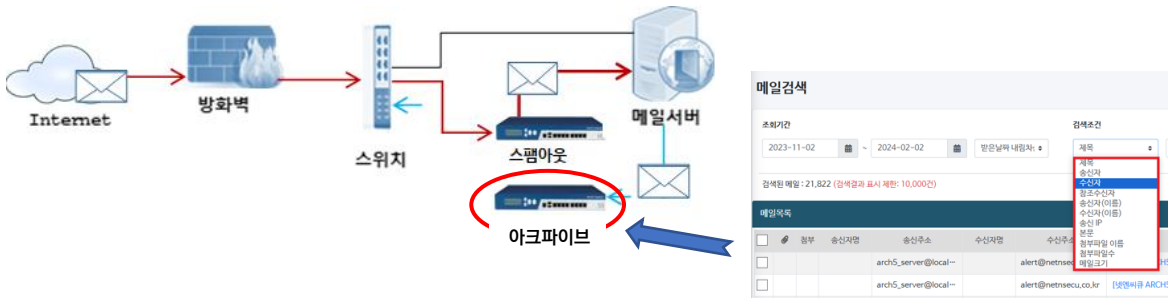 Internet
방화벽
스위치
스팸아웃
메일서버
아크파이브
메일검색
조회기간
검색조건
2023-11-02 ~ 2024-02-02 받은날짜 내림차: 제목
제목
송신자
수신자
참조수신자
송신자(이름)
수신자(이름)
송신 IP
본문
첨부파일 이름
첨부파일수
메일크기
검색된 메일 : 21,822 (검색결과 표시 제한: 10,000건)
메일목록
첨부 송신자명 송신주소 수신자명 수신주소
arch5_server@local··· alert@netnsec
arch5_server@local··· alert@netnsecu.co.kr [넷앤씨큐 ARCH5